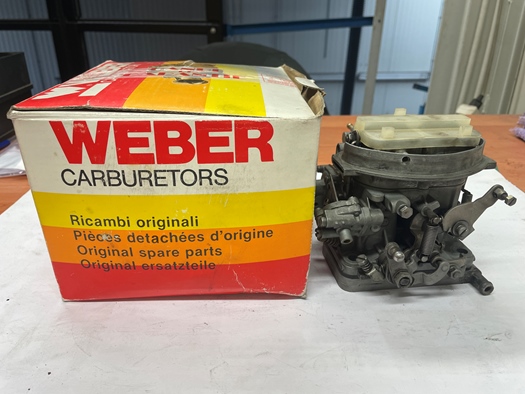 WEBER
CARBURETORS
Ricambi originali
Pièces detachées d'origine
Original spare parts
Original ersatzteile